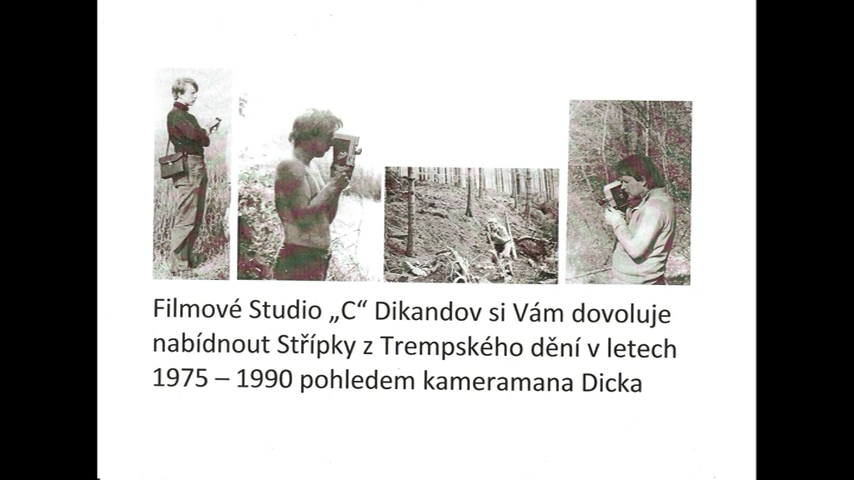 Filmové Studio „C“ Dikandov si Vám dovoluje
nabídnout Střípky z Trempského dění v letech
1975 – 1990 pohledem kameramana Dicka